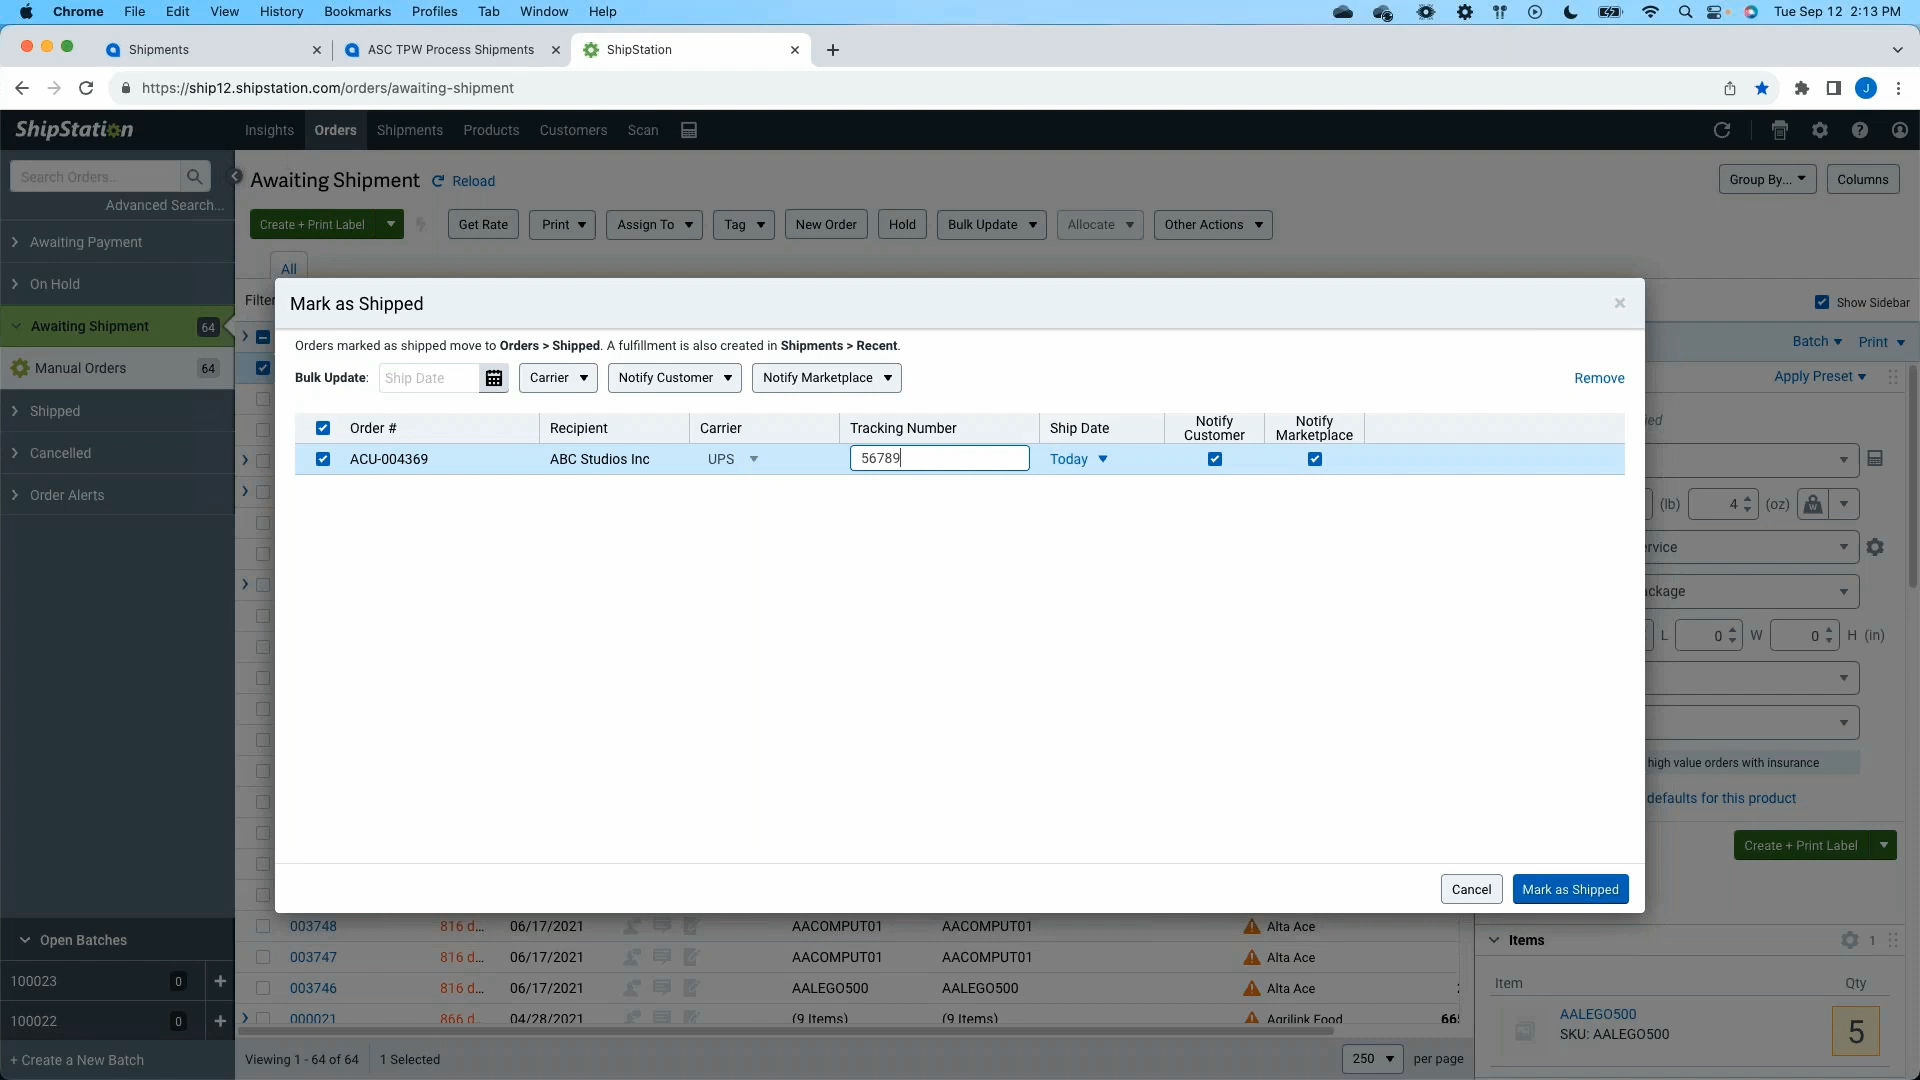 Chrome File Edit View History Bookmarks Profiles Tab Window Help Tue Sep 12 2:13 PM
Shipments ASC TPW Process Shipments ShipStation
https://ship12.shipstation.com/orders/awaiting-shipment J
ShipStation Insights Orders Shipments Products Customers Scan
Search Orders... Awaiting Shipment Reload Group By... Columns
Advanced Search...
Create + Print Label Get Rate Print Assign To Tag New Order Hold Bulk Update Allocate Other Actions
Awaiting Payment
All
On Hold
Mark as Shipped Show Sidebar
Awaiting Shipment 64
Orders marked as shipped move to Orders > Shipped. A fulfillment is also created in Shipments > Recent. Batch Print
Manual Orders 64
Bulk Update: Ship Date Carrier Notify Customer Notify Marketplace Remove Apply Preset
Shipped
Order # Recipient Carrier Tracking Number Ship Date Notify Customer Notify Marketplace
Cancelled
ACU-004369 ABC Studios Inc UPS 56789 Today
Order Alerts
(lb) 4 (oz)
L 0 W 0 H (in)
high value orders with insurance
defaults for this product
Create + Print Label
Cancel Mark as Shipped
003748 816 d... 06/17/2021 AACOMPUT01 AACOMPUT01 Alta Ace
Open Batches Items 1
003747 816 d... 06/17/2021 AACOMPUT01 AACOMPUT01 Alta Ace
100023 0 + 003746 816 d... 06/17/2021 AALEGO500 AALEGO500 Alta Ace Item Qty
100022 0 + 000021 866 d... 04/28/2021 (9 Items) (9 Items) Agrilink Food AALEGO500
SKU: AALEGO500 5
+ Create a New Batch Viewing 1 - 64 of 64 1 Selected 250 per page